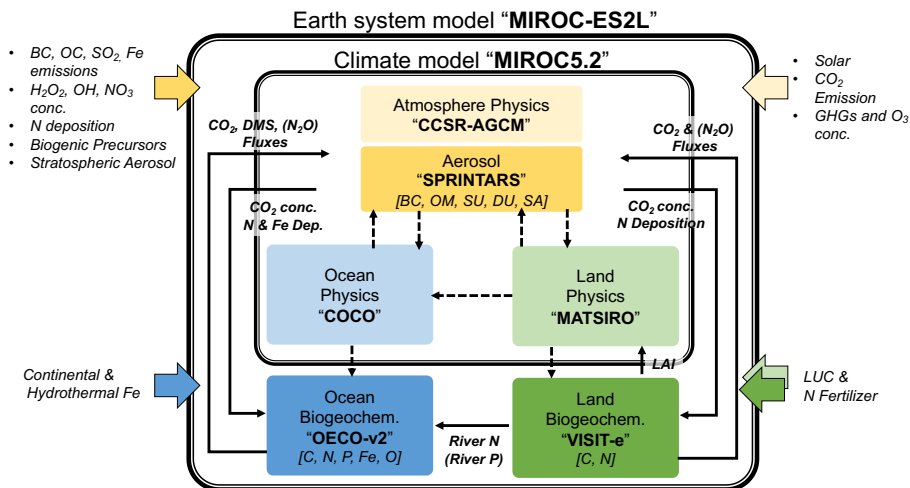 Earth system model "MIROC-ES2L"
Climate model "MIROC5.2"
• BC, OC, SO2, Fe
emissions
• H2O2, OH, NO3
conc.
• N deposition
• Biogenic Precursors
• Stratospheric Aerosol
• Solar
• CO2
Emission
• GHGs and O3
conc.
Atmosphere Physics
"CCSR-AGCM"
CO2, DMS, (N2O)
Fluxes
CO2 & (N2O)
Fluxes
Aerosol
"SPRINTARS"
[BC, OM, SU, DU, SA]
CO2 conc.
N & Fe Dep.
CO2 conc.
N Deposition
Ocean
Physics
"COCO"
Land
Physics
"MATSIRO"
LAI
Continental &
Hydrothermal Fe
LUC &
N Fertilizer
Ocean
Biogeochem.
"OECO-v2"
[C, N, P, Fe, O]
River N
(River P)
Land
Biogeochem.
"VISIT-e"
[C, N]